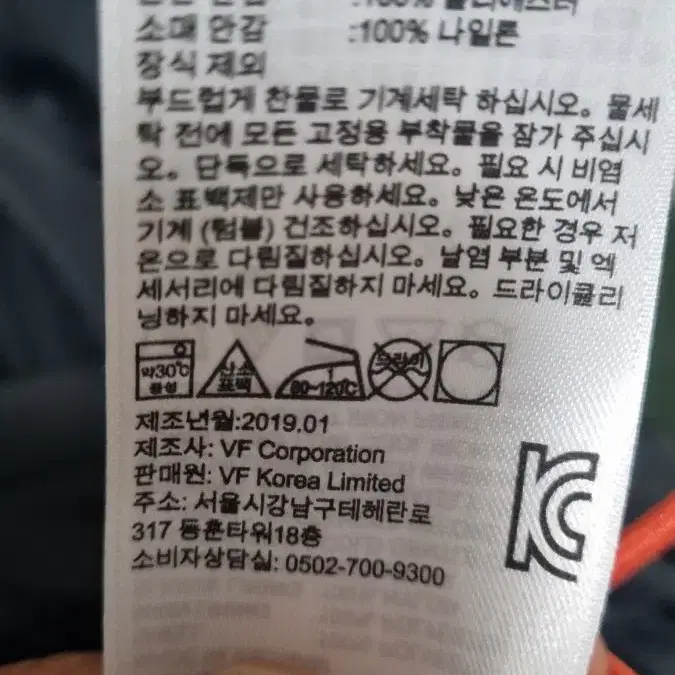 :100% 폴리에스터
소매 안감 :100% 나일론
장식 제외
부드럽게 찬물로 기계세탁 하십시오. 물세
탁 전에 모든 고정용 부착물을 잠가 주십시
오. 단독으로 세탁하세요. 필요 시 비염
소 표백제만 사용하세요. 낮은 온도에서
기계 (텀블) 건조하십시오. 필요한 경우 저
온으로 다림질하십시오. 날염 부분 및 엑
세서리에 다림질하지 마세요. 드라이클리
닝하지 마세요.
약30℃ 중성 산소 표백 1 80-120℃ 드라이
제조년월:2019.01
제조사: VF Corporation
판매원: VF Korea Limited
주소: 서울시강남구테헤란로
317 동훈타워18층
소비자상담실: 0502-700-9300